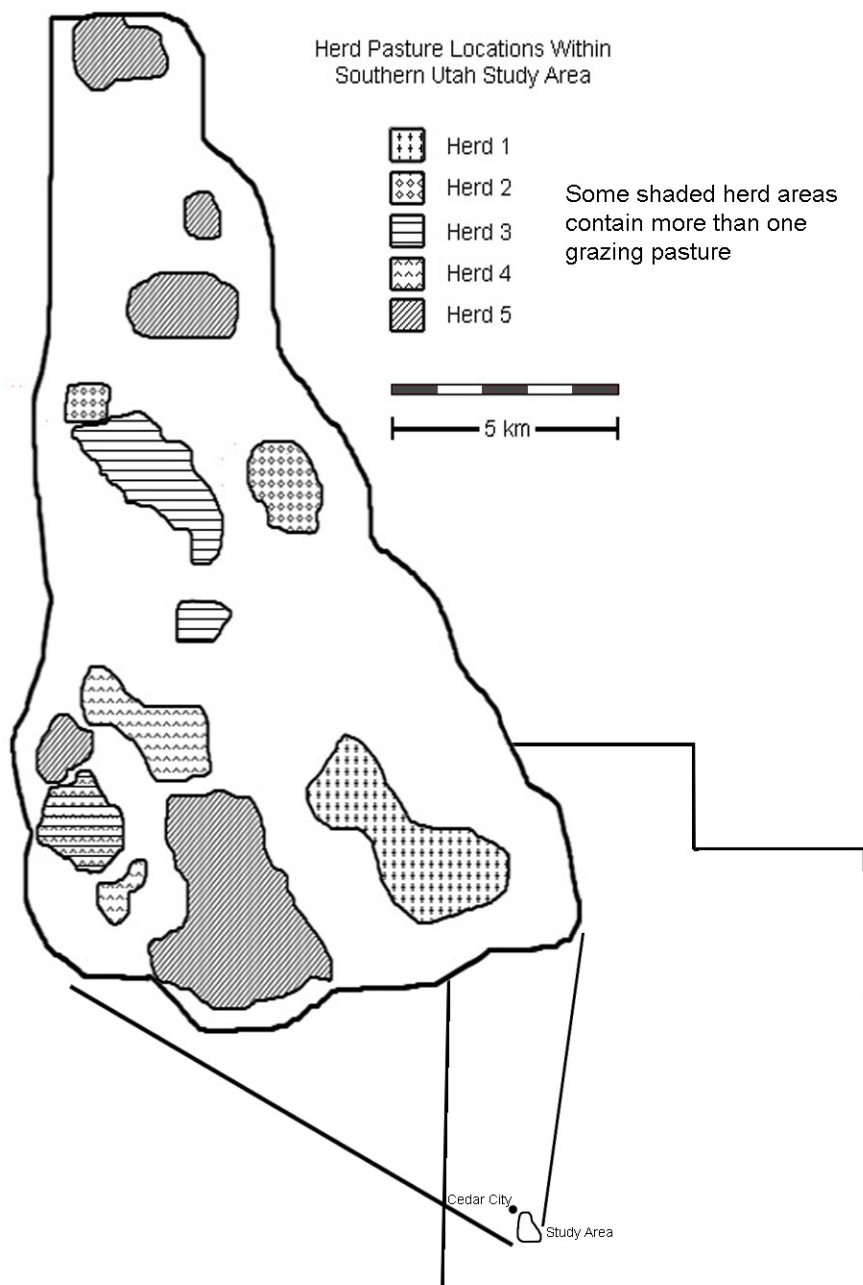 Herd Pasture Locations Within
Southern Utah Study Area
Herd 1
Herd 2
Herd 3
Herd 4
Herd 5
Some shaded herd areas
contain more than one
grazing pasture
5 km
Cedar City
Study Area